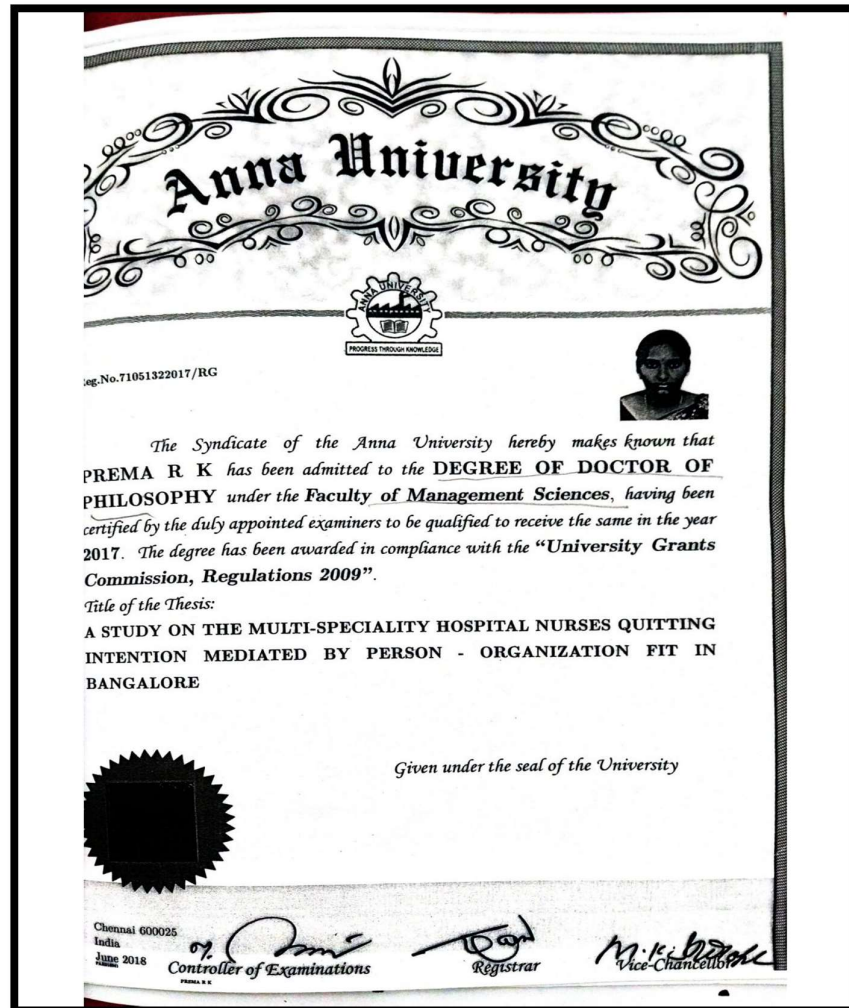 Anna University
ANNA UNIVERSITY
PROGRESS THROUGH KNOWLEDGE
eg.No.71051322017/RG
The Syndicate of the Anna University hereby makes known that
PREMA R K has been admitted to the DEGREE OF DOCTOR OF
PHILOSOPHY under the Faculty of Management Sciences, having been
certified by the duly appointed examiners to be qualified to receive the same in the year
2017. The degree has been awarded in compliance with the “University Grants
Commission, Regulations 2009”.
Title of the Thesis:
A STUDY ON THE MULTI-SPECIALITY HOSPITAL NURSES QUITTING
INTENTION MEDIATED BY PERSON - ORGANIZATION FIT IN
BANGALORE
Given under the seal of the University
Chennai 600025
India
June 2018
Controller of Examinations
Registrar
Vice-Chancellor
PREMA R K